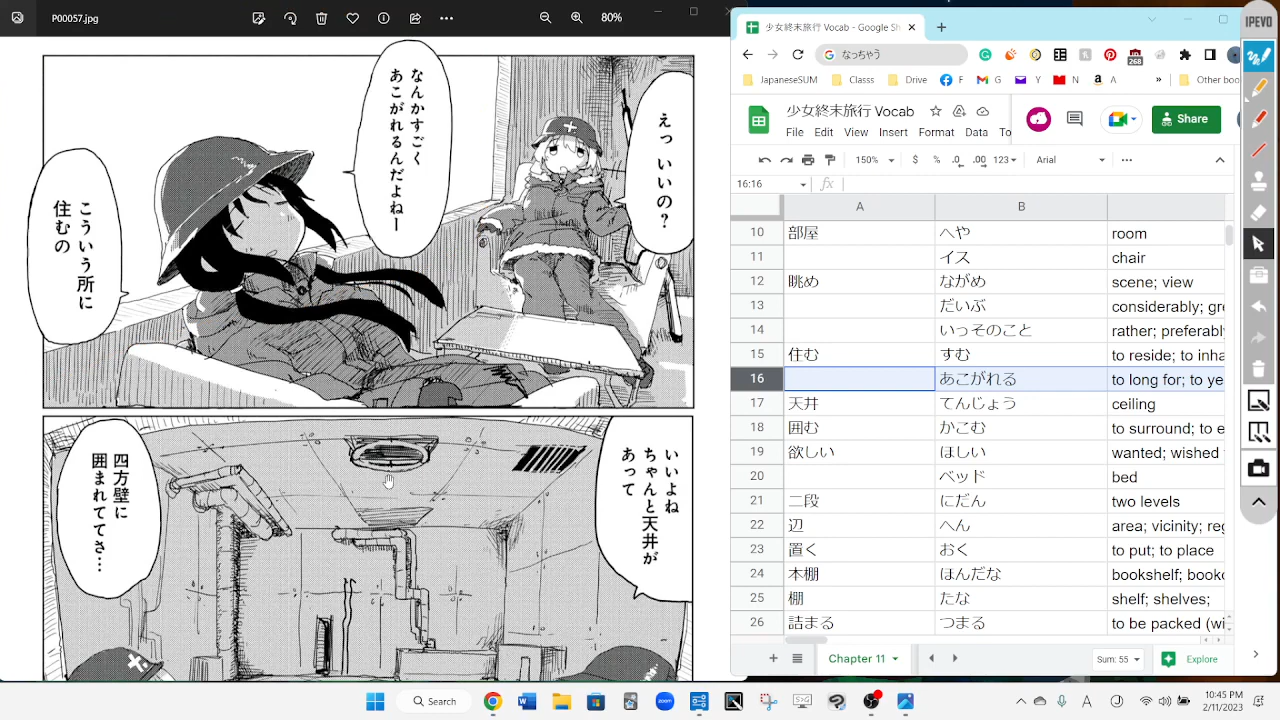 P00057.jpg
80%
えっ いいの?
なんかすごく
あこがれるんだよねー
こういう所に
住むの
いいよね
ちゃんと天井が
あって
四方壁に
囲まれててさ…
少女終末旅行 Vocab - Google Sh
なっちゃう
268
JapaneseSUM
Classs
Drive
F
M
G
Y
N
a
A
»
Other boo
少女終末旅行 Vocab
Share
File
Edit
View
Insert
Format
Data
To
150%
$
%
.0
.00
123
Arial
16:16
fx
A
B
10 部屋 へや room
11 イス chair
12 眺め ながめ scene; view
13 だいぶ considerably; gre
14 いっそのこと rather; preferably
15 住む すむ to reside; to inha
16 あこがれる to long for; to ye
17 天井 てんじょう ceiling
18 囲む かこむ to surround; to e
19 欲しい ほしい wanted; wished
20 ベッド bed
21 二段 にだん two levels
22 辺 へん area; vicinity; reg
23 置く おく to put; to place
24 本棚 ほんだな bookshelf; bookc
25 棚 たな shelf; shelves;
26 詰まる つまる to be packed (wi
Chapter 11
Sum: 55
Explore
IPEVO
Search
zoom
A
10:45 PM
2/11/2023